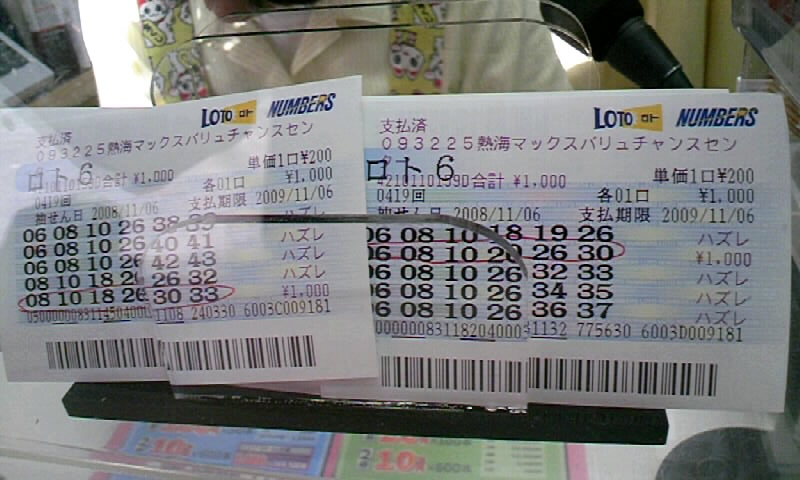 LOTO ロト NUMBERS
支払済
093225熱海マックスバリュチャンスセン
ロト6 単価1口¥200
合計 ¥1,000 各01口 ¥1,000
0419回 支払期限 2009/11/06
抽せん日 2008/11/06
06 08 10 26 38 39 ハズレ
06 08 10 26 40 41 ハズレ
06 08 10 26 42 43 ハズレ
08 10 18 26 32 ハズレ
08 10 18 26 30 33 ¥1,000
240330 6003C009181
LOTO ロト NUMBERS
支払済
093225熱海マックスバリュチャンスセン
ロト6 単価1口¥200
合計 ¥1,000 各01口 ¥1,000
0419回
抽せん日 2008/11/06 支払期限 2009/11/06
06 08 10 18 19 26 ハズレ
06 08 10 26 30 ¥1,000
06 08 10 26 32 33 ハズレ
06 08 10 26 34 35 ハズレ
06 08 10 26 36 37 ハズレ
1132 775630 6003D009181